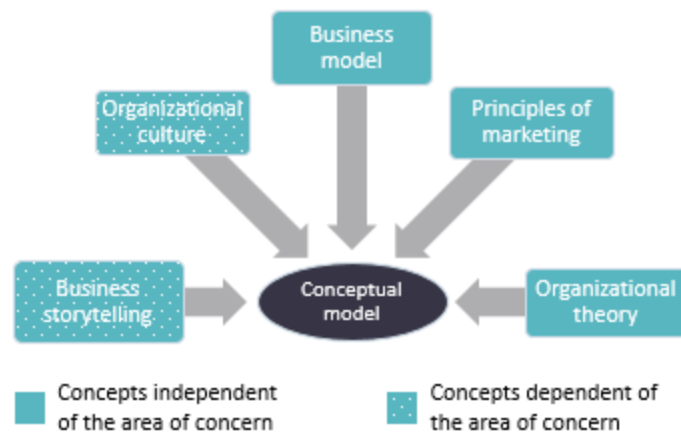 Business
model
Organizational
culture
Principles of
marketing
Business
storytelling
Conceptual
model
Organizational
theory
Concepts independent
of the area of concern
Concepts dependent of
the area of concern